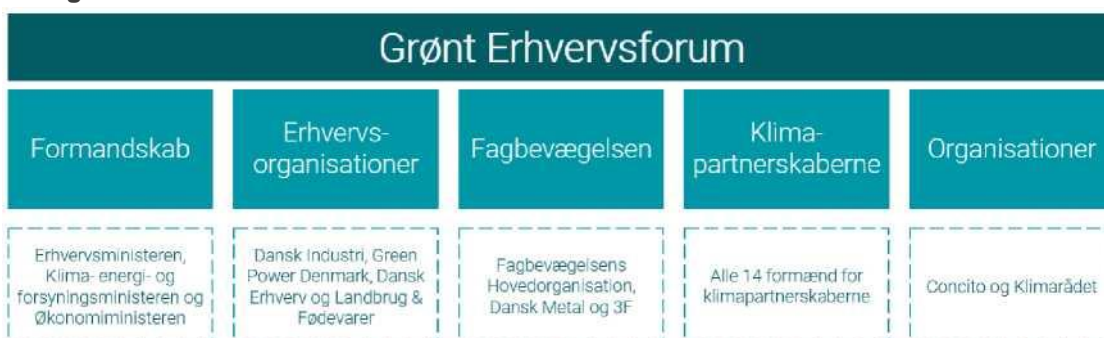 Grønt Erhvervsforum
Formandskab
Erhvervs-
organisationer
Fagbevægelsen
Klima-
partnerskaberne
Organisationer
Erhvervsministeren,
Klima- energi- og
forsyningsministeren og
Økonomiministeren
Dansk Industri, Green
Power Denmark, Dansk
Erhverv og Landbrug &
Fødevarer
Fagbevægelsens
Hovedorganisation,
Dansk Metal og 3F
Alle 14 formænd for
klimapartnerskaberne
Concito og Klimarådet